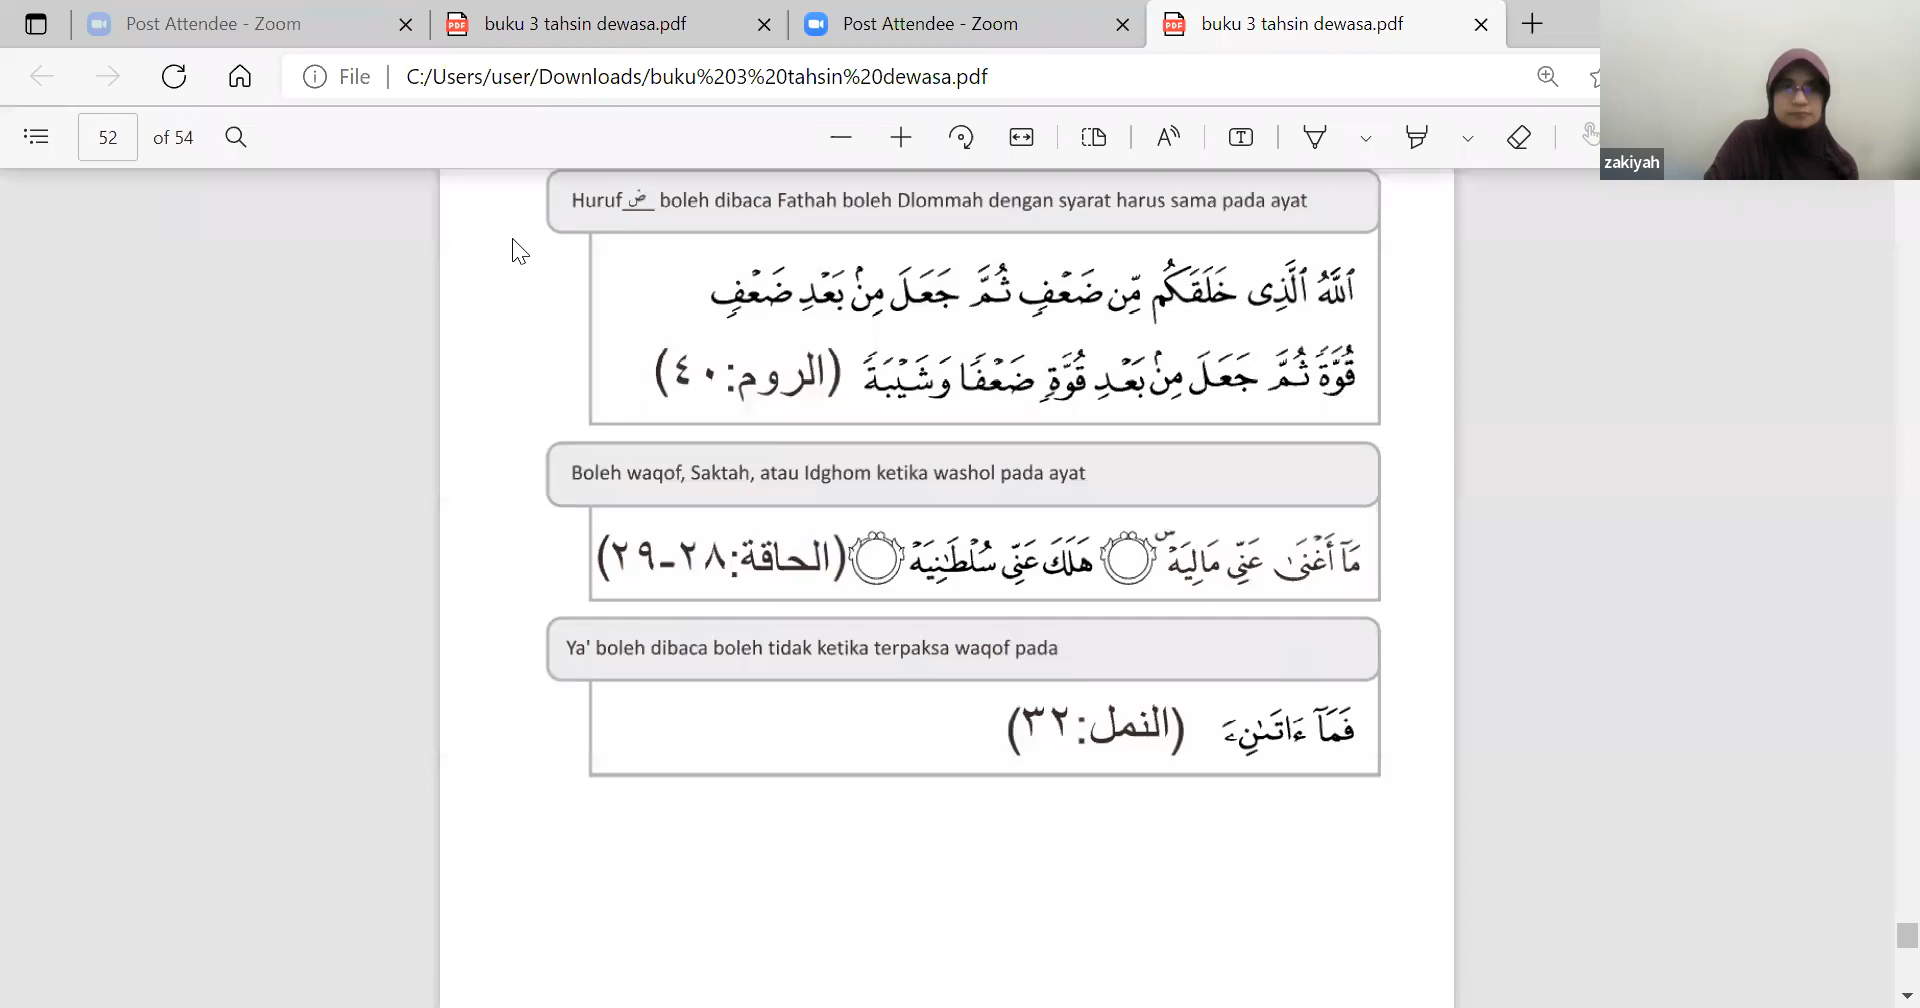 Post Attendee - Zoom
buku 3 tahsin dewasa.pdf
Post Attendee - Zoom
buku 3 tahsin dewasa.pdf
File
C:/Users/user/Downloads/buku%203%20tahsin%20dewasa.pdf
52 of 54
zakiyah
Huruf ض boleh dibaca Fathah boleh Dlommah dengan syarat harus sama pada ayat
ٱللَّهُ ٱلَّذِى خَلَقَكُم مِّن ضَعْفٍ ثُمَّ جَعَلَ مِنۢ بَعْدِ ضَعْفٍ
قُوَّةً ثُمَّ جَعَلَ مِنۢ بَعْدِ قُوَّةٍ ضَعْفًا وَشَيْبَةً (الروم:٤٠)
Boleh waqof, Saktah, atau Idghom ketika washol pada ayat
مَآ أَغْنَىٰ عَنِّى مَالِيَهْ ۜ هَلَكَ عَنِّى سُلْطَٰنِيَهْ (الحاقة:٢٨-٢٩)
Ya' boleh dibaca boleh tidak ketika terpaksa waqof pada
فَمَآ ءَاتَىٰنِۦَ (النمل:٣٢)